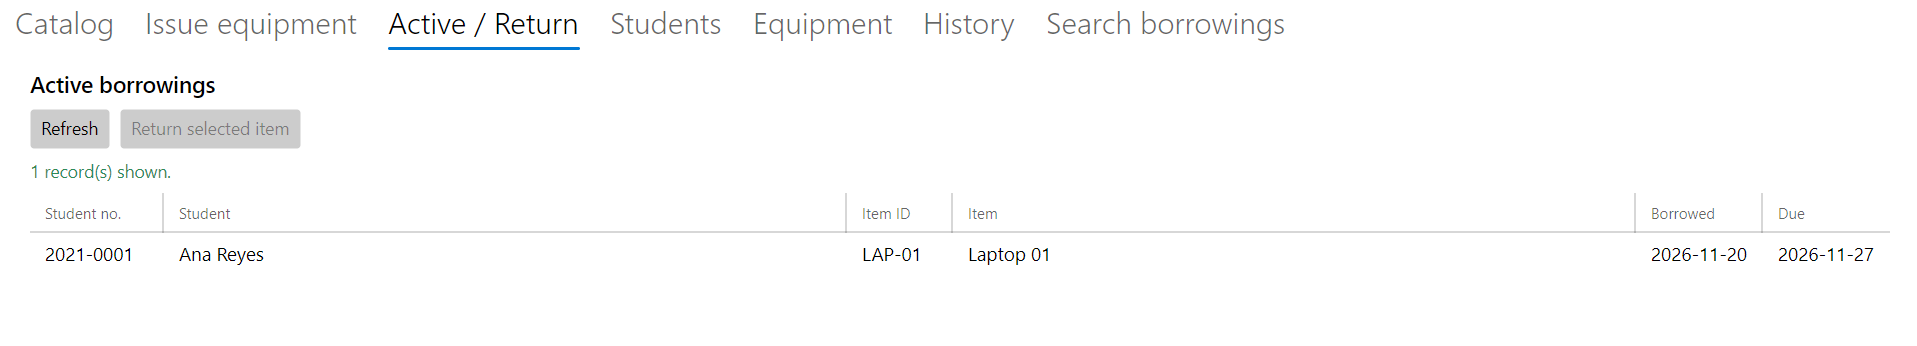 Catalog Issue equipment Active / Return Students Equipment History Search borrowings
Active borrowings
Refresh Return selected item
1 record(s) shown.
Student no. Student Item ID Item Borrowed Due
2021-0001 Ana Reyes LAP-01 Laptop 01 2026-11-20 2026-11-27